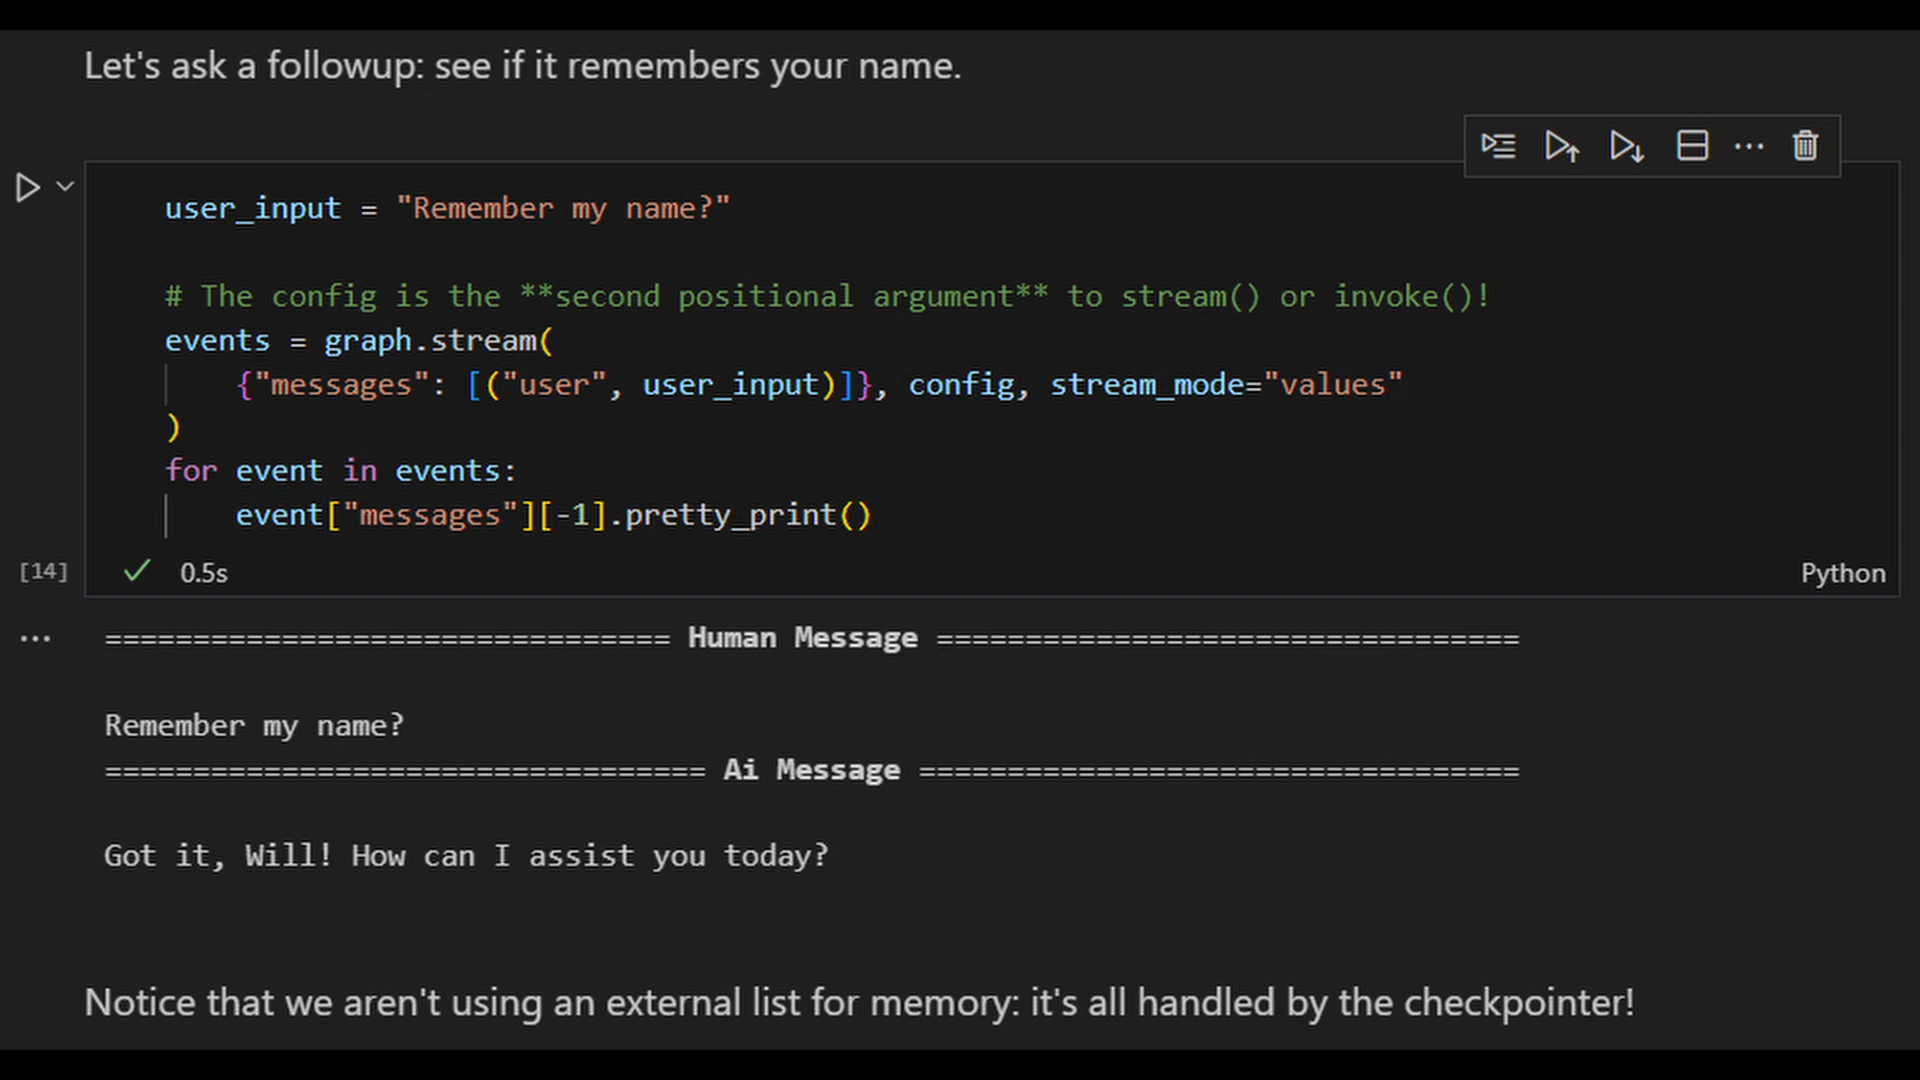 Let's ask a followup: see if it remembers your name.
user_input = "Remember my name?"
# The config is the **second positional argument** to stream() or invoke()!
events = graph.stream(
    {"messages": [("user", user_input)]}, config, stream_mode="values"
)
for event in events:
    event["messages"][-1].pretty_print()
[14] 0.5s Python
================================ Human Message =================================
Remember my name?
================================== Ai Message ==================================
Got it, Will! How can I assist you today?
Notice that we aren't using an external list for memory: it's all handled by the checkpointer!